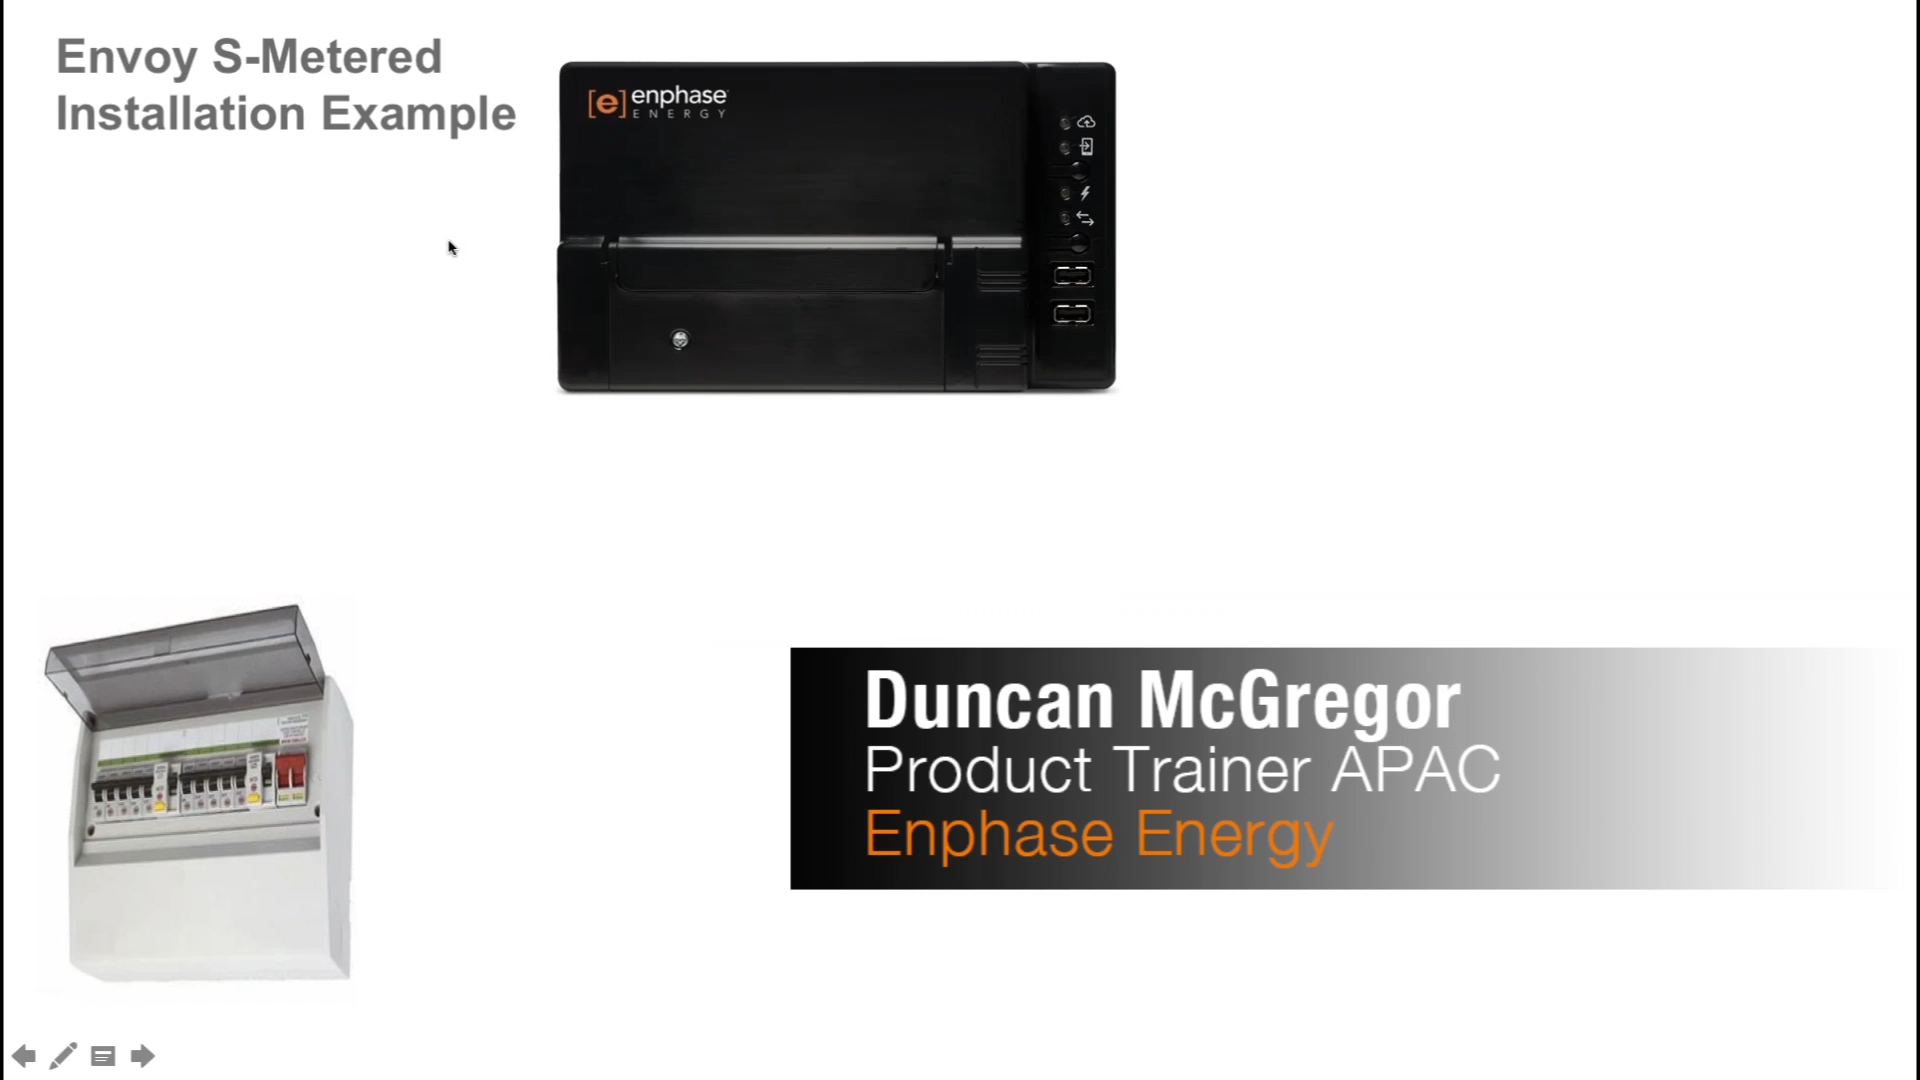 Envoy S-Metered
Installation Example
[e] enphase
ENERGY
Duncan McGregor
Product Trainer APAC
Enphase Energy